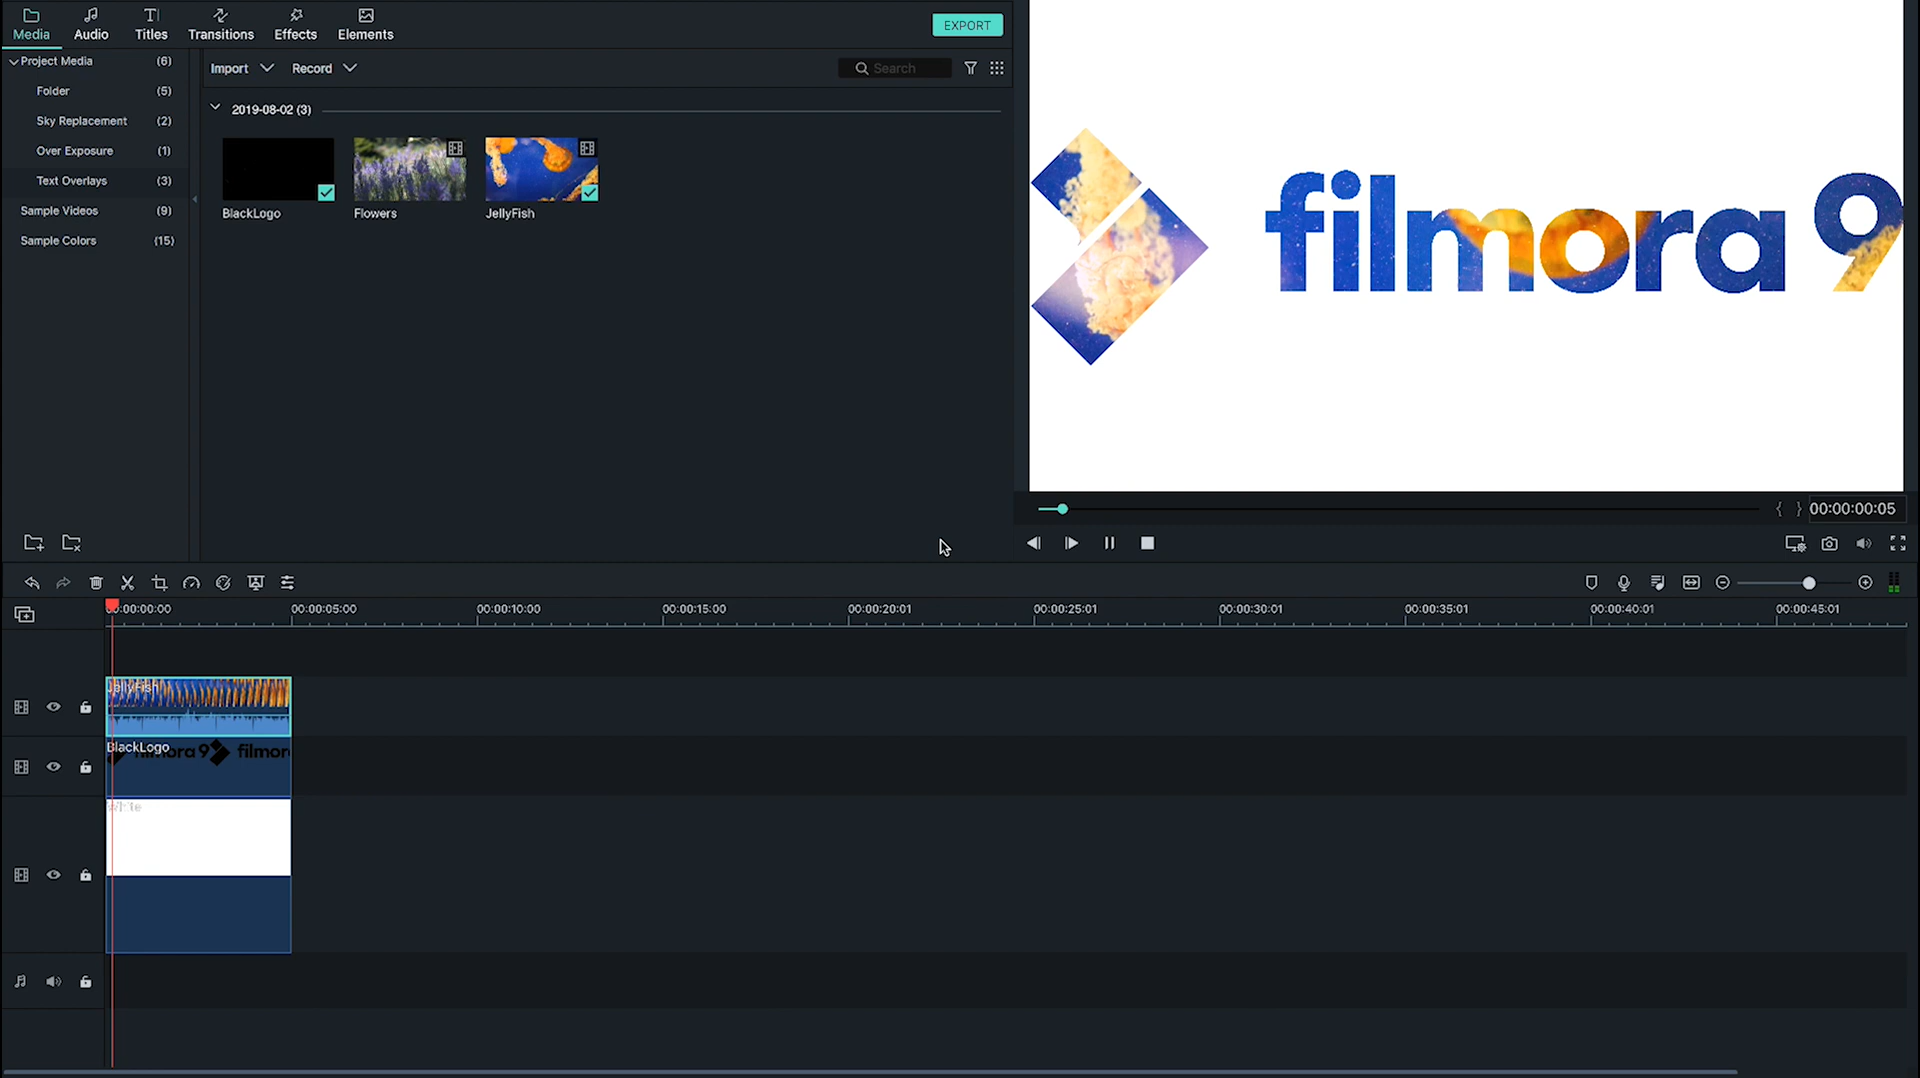 Media Audio Titles Transitions Effects Elements EXPORT
Project Media (6)
Folder (5)
Sky Replacement (2)
Over Exposure (1)
Text Overlays (3)
Sample Videos (9)
Sample Colors (15)
Import Record Search
2019-08-02 (3)
BlackLogo Flowers JellyFish
filmora 9
{ } 00:00:00:05
00:00:00:00 00:00:05:00 00:00:10:00 00:00:15:00 00:00:20:01 00:00:25:01 00:00:30:01 00:00:35:01 00:00:40:01 00:00:45:01
JellyFish
BlackLogo
filmora 9 filmor
White